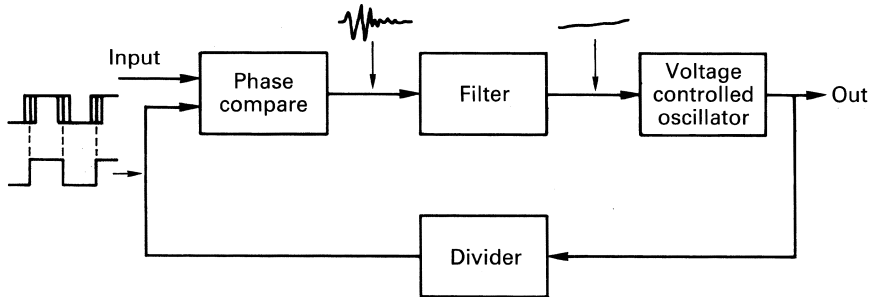 Input
Phase
compare
Filter
Voltage
controlled
oscillator
Out
Divider